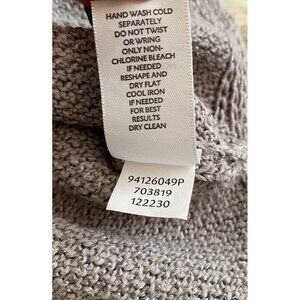 HAND WASH COLD
SEPARATELY
DO NOT TWIST
OR WRING
ONLY NON-
CHLORINE BLEACH
IF NEEDED
RESHAPE AND
DRY FLAT
COOL IRON
IF NEEDED
FOR BEST
RESULTS
DRY CLEAN
94126049P
703819
122230